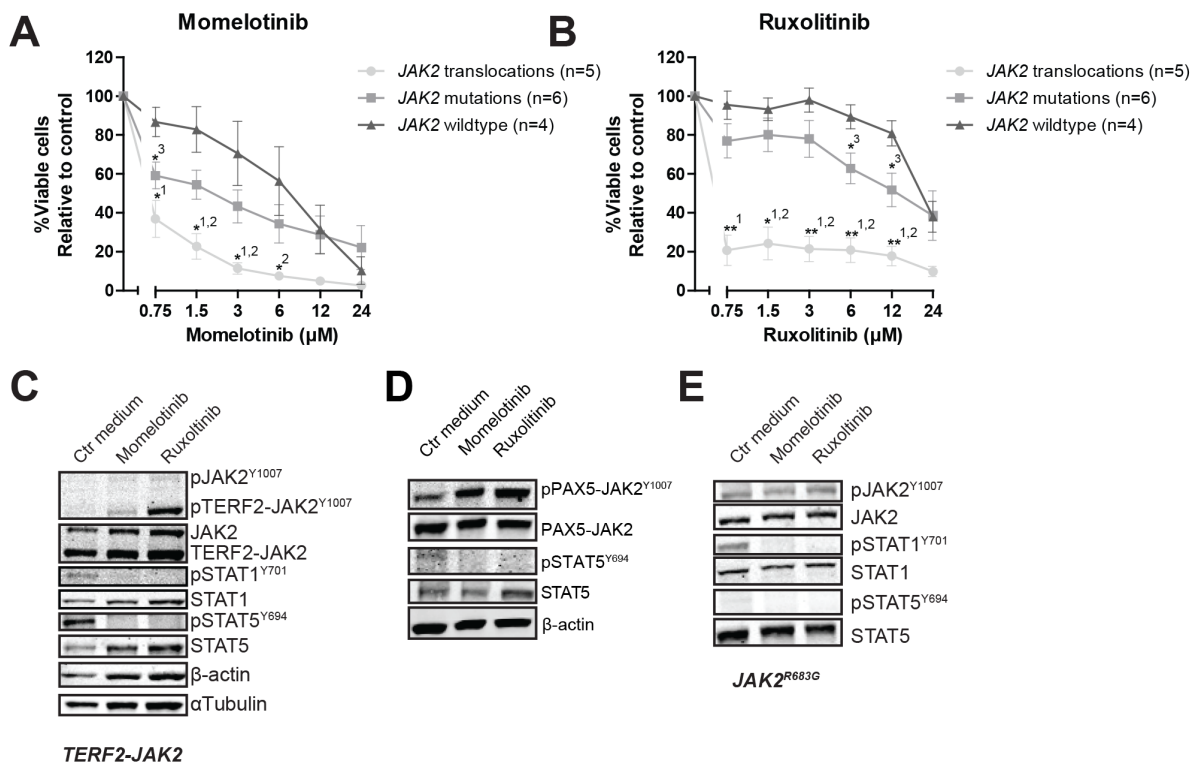 A
Momelotinib
%Viable cells
Relative to control
120
100
80
60
40
20
0
*3
*1
*1,2
*1,2
*2
0.75 1.5 3 6 12 24
Momelotinib (µM)
JAK2 translocations (n=5)
JAK2 mutations (n=6)
JAK2 wildtype (n=4)
B
Ruxolitinib
%Viable cells
Relative to control
120
100
80
60
40
20
0
*3
*3
**1
*1,2
**1,2
**1,2
**1,2
0.75 1.5 3 6 12 24
Ruxolitinib (µM)
JAK2 translocations (n=5)
JAK2 mutations (n=6)
JAK2 wildtype (n=4)
C
Ctr medium
Momelotinib
Ruxoltinib
pJAK2Y1007
pTERF2-JAK2Y1007
JAK2
TERF2-JAK2
pSTAT1Y701
STAT1
pSTAT5Y694
STAT5
β-actin
αTubulin
TERF2-JAK2
D
Ctr medium
Momelotinib
Ruxolitinib
pPAX5-JAK2Y1007
PAX5-JAK2
pSTAT5Y694
STAT5
β-actin
E
Ctr medium
Momelotinib
Ruxolitinib
pJAK2Y1007
JAK2
pSTAT1Y701
STAT1
pSTAT5Y694
STAT5
JAK2R683G